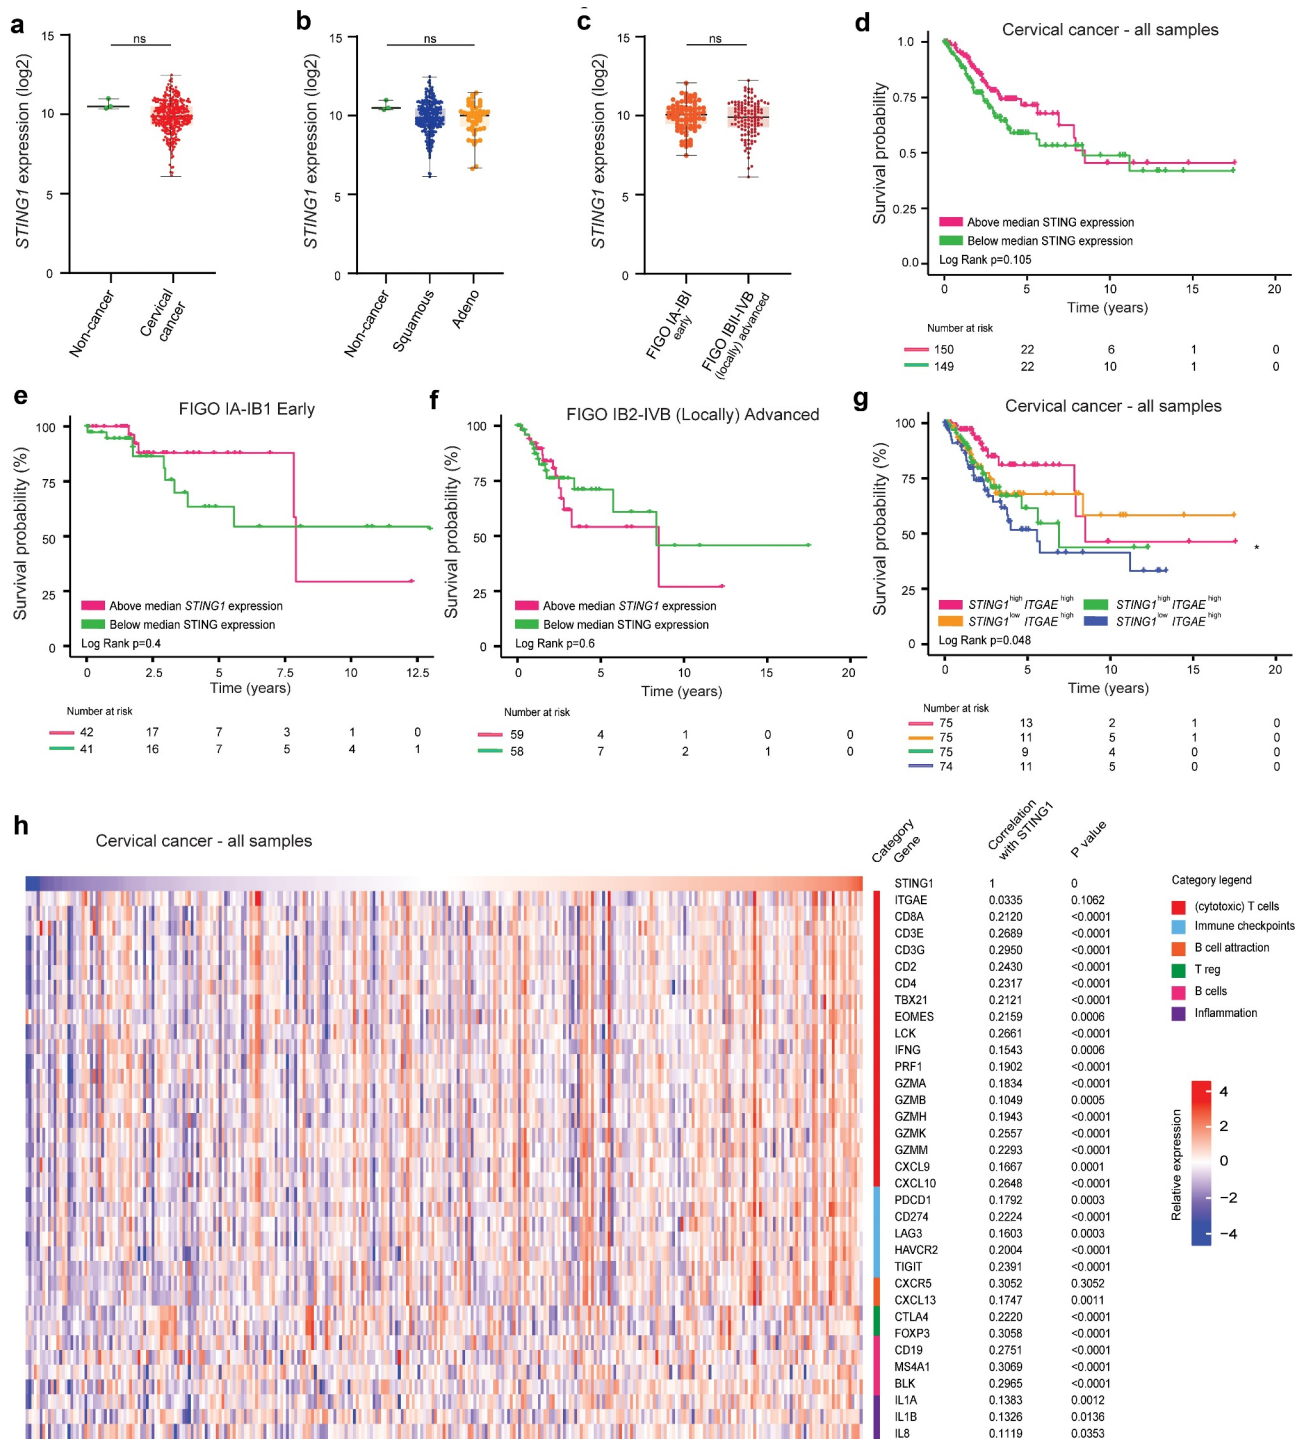 a
STING1 expression (log2)
15
10
5
0
ns
Non-cancer
Cervical
cancer
b
STING1 expression (log2)
15
10
5
0
ns
Non-cancer
Squamous
Adeno
c
STING1 expression (log2)
15
10
5
0
ns
FIGO IA-IBI
early
FIGO IBII-IVB
(locally) advanced
d
Cervical cancer - all samples
Survival probability
1.0
0.75
0.5
0.25
0.0
Above median STING expression
Below median STING expression
Log Rank p=0.105
0 5 10 15 20
Time (years)
Number at risk
150 22 6 1 0
149 22 10 1 0
e
FIGO IA-IB1 Early
Survival probability (%)
100
75
50
25
0
Above median STING1 expression
Below median STING expression
Log Rank p=0.4
0 2.5 5 7.5 10 12.5
Time (years)
Number at risk
42 17 7 3 1 0
41 16 7 5 4 1
f
FIGO IB2-IVB (Locally) Advanced
Survival probability (%)
100
75
50
25
0
Above median STING1 expression
Below median STING expression
Log Rank p=0.6
0 5 10 15 20
Time (years)
Number at risk
59 4 1 0 0
58 7 2 1 0
g
Cervical cancer - all samples
Survival probability (%)
100
75
50
25
0
*
STING1 high ITGAE high STING1 high ITGAE high
STING1 low ITGAE high STING1 low ITGAE high
Log Rank p=0.048
0 5 10 15 20
Time (years)
Number at risk
75 13 2 1 0
75 11 5 1 0
75 9 4 0 0
74 11 5 0 0
h
Cervical cancer - all samples
Category
Gene
Correlation
with STING1
P value
STING1 1 0
ITGAE 0.0335 0.1062
CD8A 0.2120 <0.0001
CD3E 0.2689 <0.0001
CD3G 0.2950 <0.0001
CD2 0.2430 <0.0001
CD4 0.2317 <0.0001
TBX21 0.2121 <0.0001
EOMES 0.2159 0.0006
LCK 0.2661 <0.0001
IFNG 0.1543 0.0006
PRF1 0.1902 <0.0001
GZMA 0.1834 <0.0001
GZMB 0.1049 0.0005
GZMH 0.1943 <0.0001
GZMK 0.2557 <0.0001
GZMM 0.2293 <0.0001
CXCL9 0.1667 0.0001
CXCL10 0.2648 <0.0001
PDCD1 0.1792 0.0003
CD274 0.2224 <0.0001
LAG3 0.1603 0.0003
HAVCR2 0.2004 <0.0001
TIGIT 0.2391 <0.0001
CXCR5 0.3052 0.3052
CXCL13 0.1747 0.0011
CTLA4 0.2220 <0.0001
FOXP3 0.3058 <0.0001
CD19 0.2751 <0.0001
MS4A1 0.3069 <0.0001
BLK 0.2965 <0.0001
IL1A 0.1383 0.0012
IL1B 0.1326 0.0136
IL8 0.1119 0.0353
Category legend
(cytotoxic) T cells
Immune checkpoints
B cell attraction
T reg
B cells
Inflammation
Relative expression
4
2
0
−2
−4